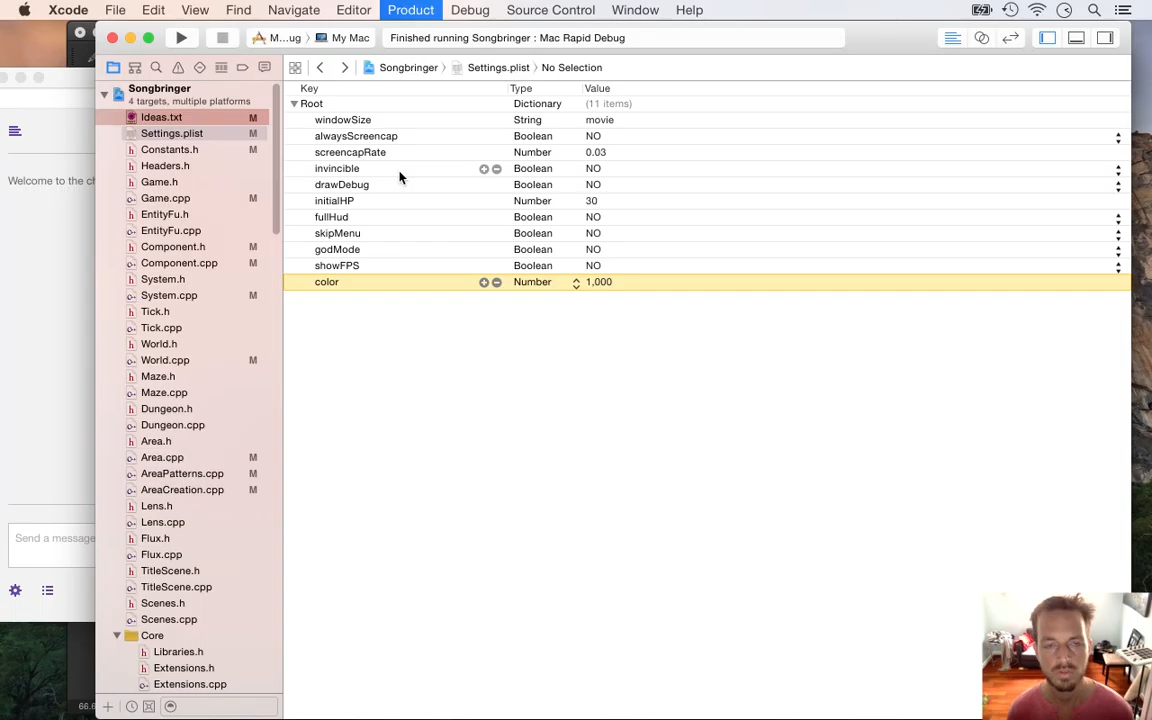 Xcode File Edit View Find Navigate Editor Product Debug Source Control Window Help
M...ug 〉 My Mac Finished running Songbringer : Mac Rapid Debug
Songbringer 〉 Settings.plist 〉 No Selection
Songbringer
4 targets, multiple platforms
Ideas.txt
Settings.plist
Constants.h M
Headers.h
Game.h
Game.cpp M
EntityFu.h
EntityFu.cpp
Component.h M
Component.cpp M
System.h
System.cpp M
Tick.h
Tick.cpp
World.h
World.cpp M
Maze.h
Maze.cpp
Dungeon.h
Dungeon.cpp
Area.h
Area.cpp M
AreaPatterns.cpp M
AreaCreation.cpp M
Lens.h
Lens.cpp
Flux.h
Flux.cpp
TitleScene.h
TitleScene.cpp
Scenes.h
Scenes.cpp
Core
Libraries.h
Extensions.h
Extensions.cpp
Key Type Value
Root Dictionary (11 items)
windowSize String movie
alwaysScreencap Boolean NO
screencapRate Number 0.03
invincible Boolean NO
drawDebug Boolean NO
initialHP Number 30
fullHud Boolean NO
skipMenu Boolean NO
godMode Boolean NO
showFPS Boolean NO
color Number 1,000
Welcome to the ch
Send a message
66.6